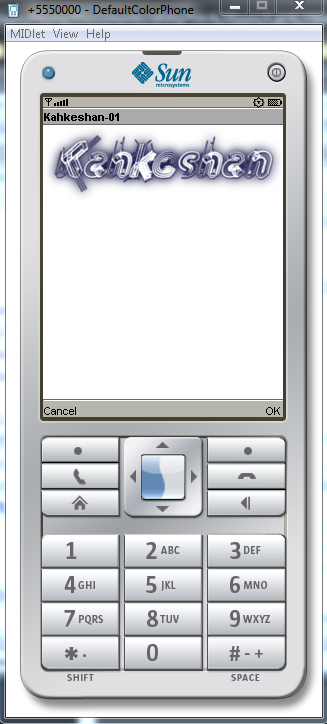 +5550000 - DefaultColorPhone
MIDlet View Help
Sun
microsystems
Kahkeshan-01
Kahkeshan
Cancel OK
1 2 ABC 3 DEF
4 GHI 5 JKL 6 MNO
7 PQRS 8 TUV 9 WXYZ
* . 0 # - +
SHIFT SPACE